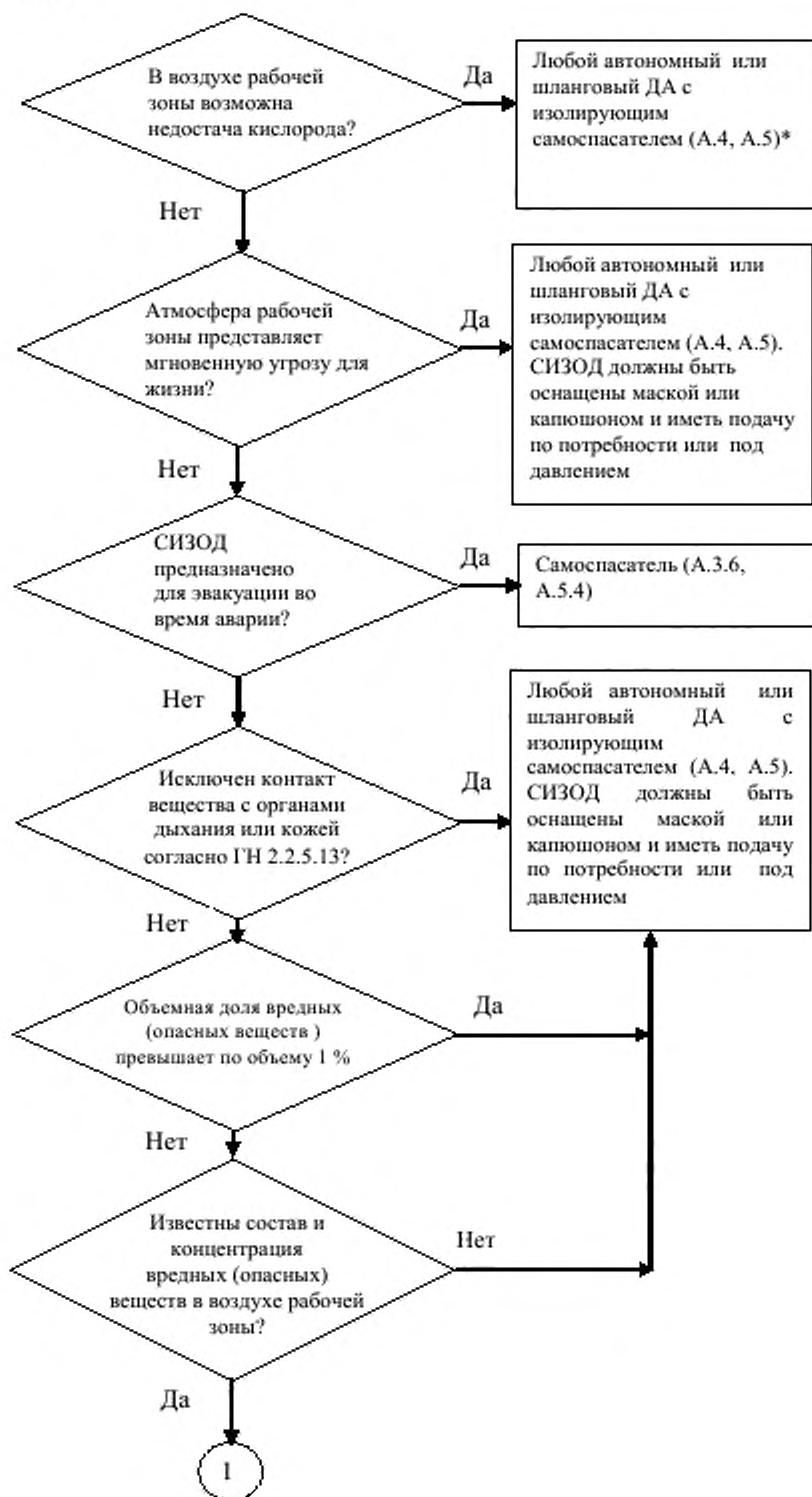 В воздухе рабочей
зоны возможна
недостача кислорода?
Да
Любой автономный или
шланговый ДА с
изолирующим
самоспасателем (А.4, А.5)*
Нет
Атмосфера рабочей
зоны представляет
мгновенную угрозу для
жизни?
Да
Любой автономный или
шланговый ДА с
изолирующим
самоспасателем (А.4, А.5).
СИЗОД должны быть
оснащены маской или
капюшоном и иметь подачу
по потребности или под
давлением
Нет
СИЗОД
предназначено
для эвакуации во
время аварии?
Да
Самоспасатель (А.3.6,
А.5.4)
Нет
Исключен контакт
вещества с органами
дыхания или кожей
согласно ГН 2.2.5.13?
Да
Любой автономный или
шланговый ДА с
изолирующим
самоспасателем (А.4, А.5).
СИЗОД должны быть
оснащены маской или
капюшоном и иметь подачу
по потребности или под
давлением
Нет
Объемная доля вредных
(опасных веществ )
превышает по объему 1 %
Да
Нет
Известны состав и
концентрация
вредных (опасных)
веществ в воздухе рабочей
зоны?
Нет
Да
1